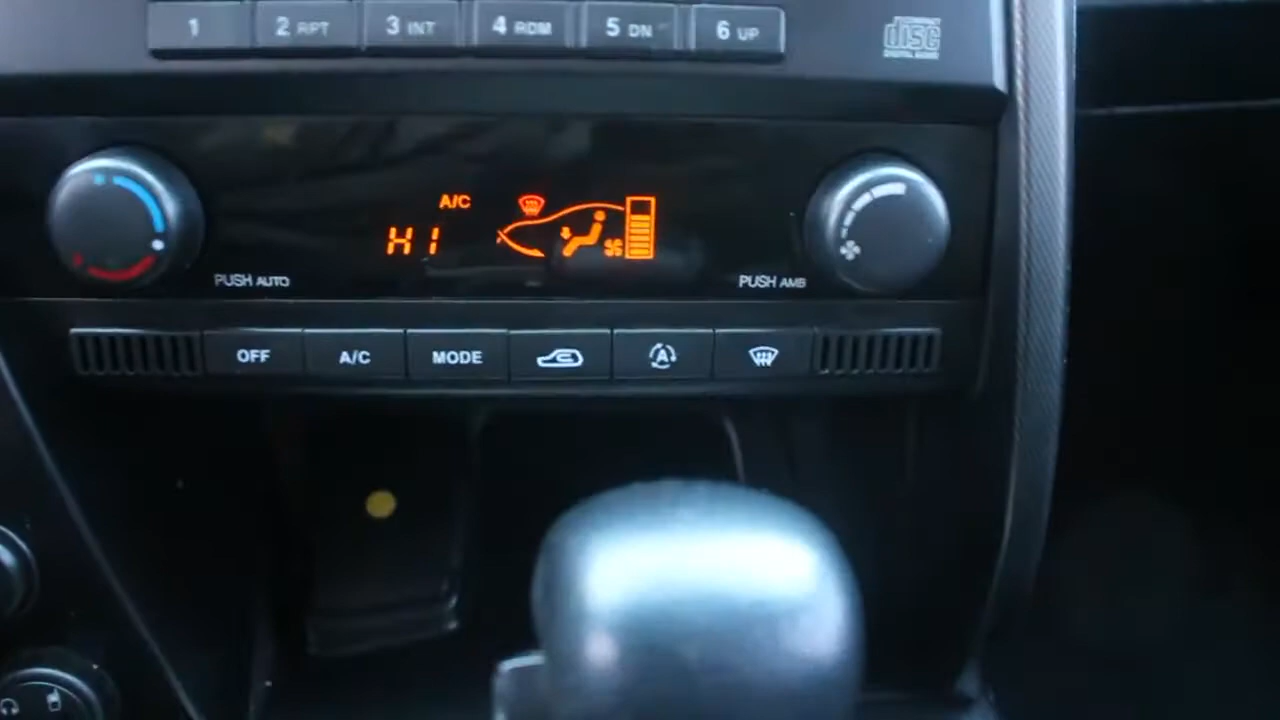 1 2 RPT 3 INT 4 RDM 5 DN 6 UP
COMPACT
disc
DIGITAL AUDIO
A/C
HI
PUSH AUTO
PUSH AMB
OFF A/C MODE A